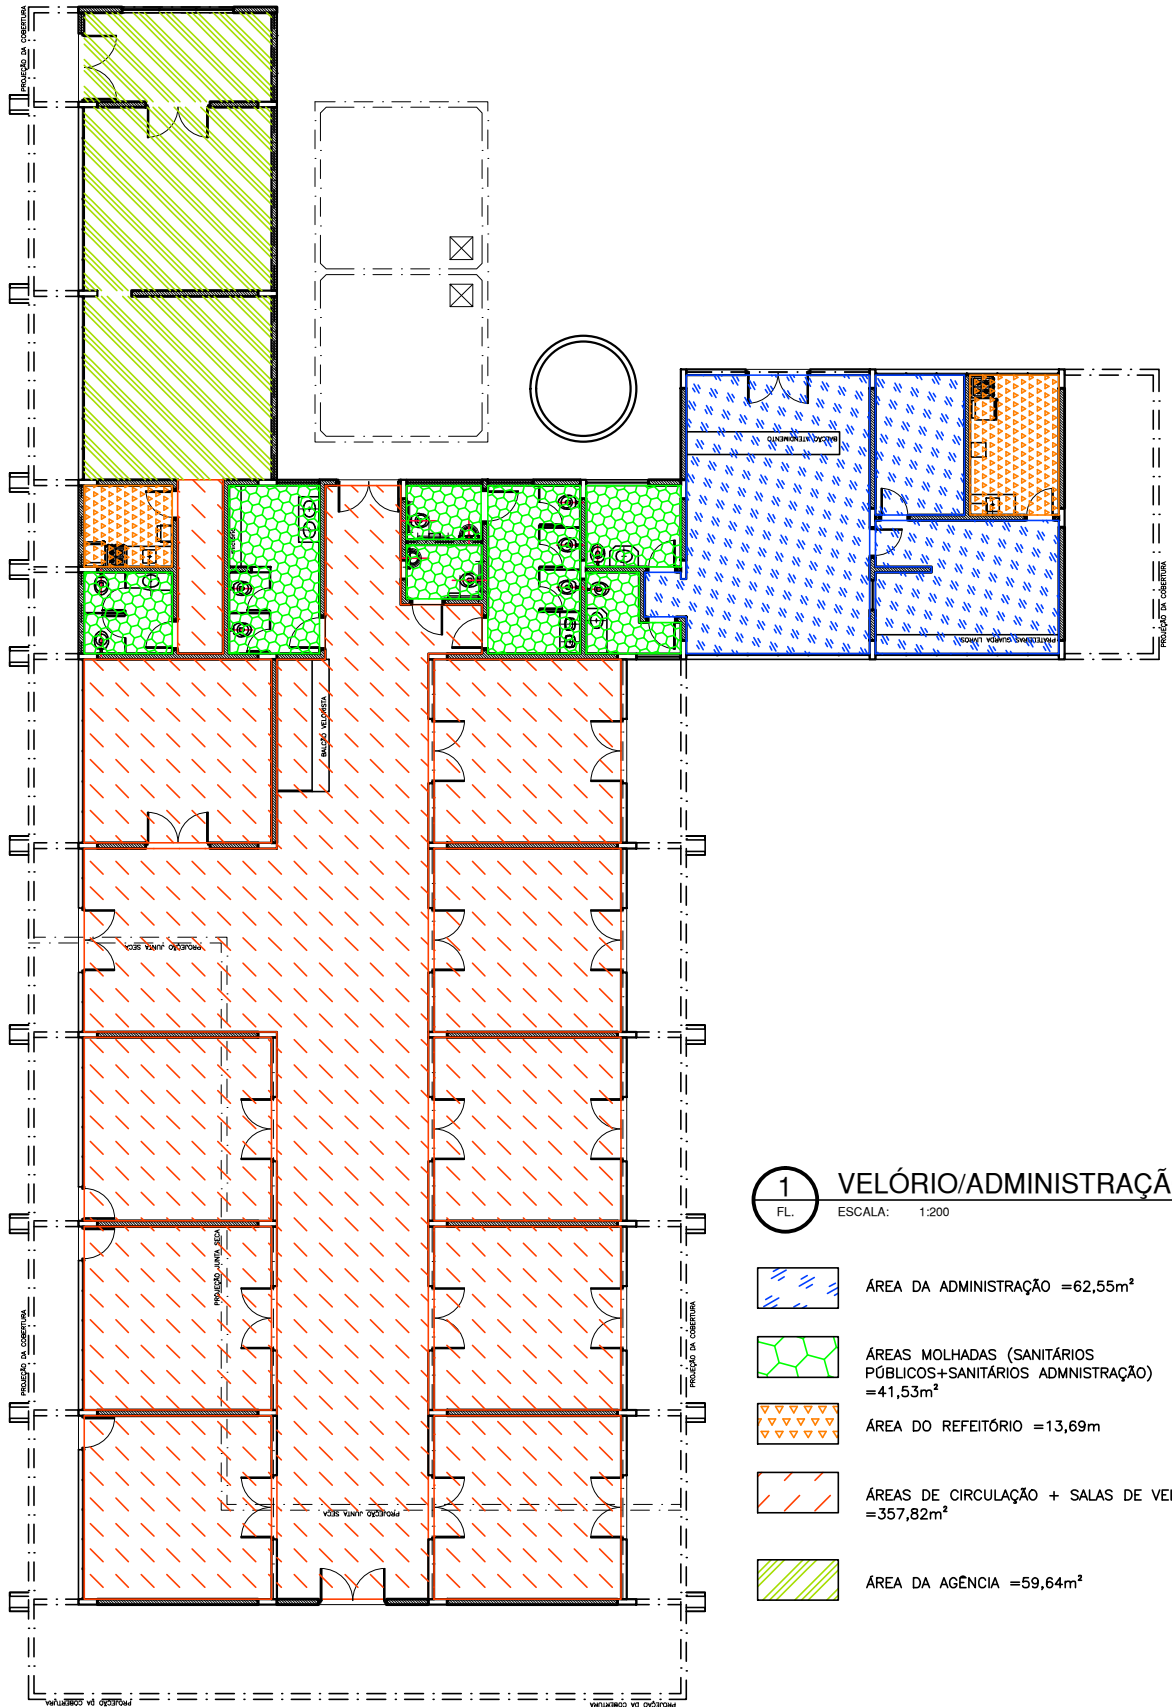 PROJEÇÃO DA COBERTURA
BALCÃO ATENDIMENTO
PRATELEIRAS GUARDA LIVROS
PROJEÇÃO DA COBERTURA
BALCÃO VELORISTA
PROJEÇÃO JUNTA SECA
PROJEÇÃO JUNTA SECA
PROJEÇÃO DA COBERTURA
PROJEÇÃO DA COBERTURA
PROJEÇÃO JUNTA SECA
PROJEÇÃO DA COBERTURA
PROJEÇÃO DA COBERTURA
1
FL.
VELÓRIO/ADMINISTRAÇÃ
ESCALA: 1:200
ÁREA DA ADMINISTRAÇÃO =62,55m²
ÁREAS MOLHADAS (SANITÁRIOS
PÚBLICOS+SANITÁRIOS ADMNISTRAÇÃO)
=41,53m²
ÁREA DO REFEITÓRIO =13,69m
ÁREAS DE CIRCULAÇÃO + SALAS DE VEI
=357,82m²
ÁREA DA AGÊNCIA =59,64m²